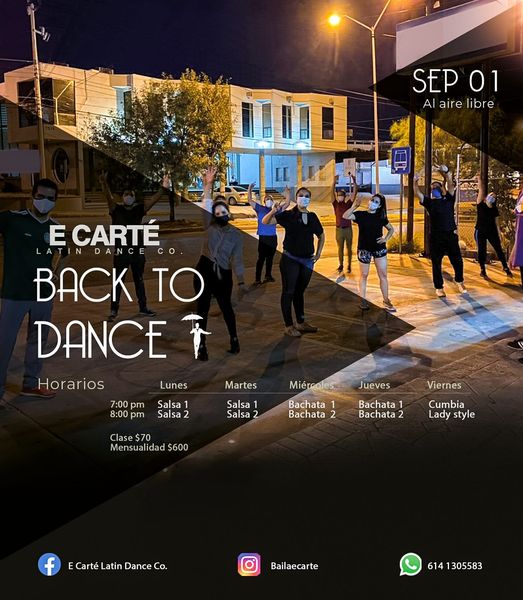 SEP 01
Al aire libre
E CARTÉ
LATIN DANCE CO.
BACK TO
DANCE
Horarios Lunes Martes Miércoles Jueves Viernes
7:00 pm Salsa 1 Salsa 1 Bachata 1 Bachata 1 Cumbia
8:00 pm Salsa 2 Salsa 2 Bachata 2 Bachata 2 Lady style
Clase $70
Mensualidad $600
E Carté Latin Dance Co. Bailaecarte 614 1305583